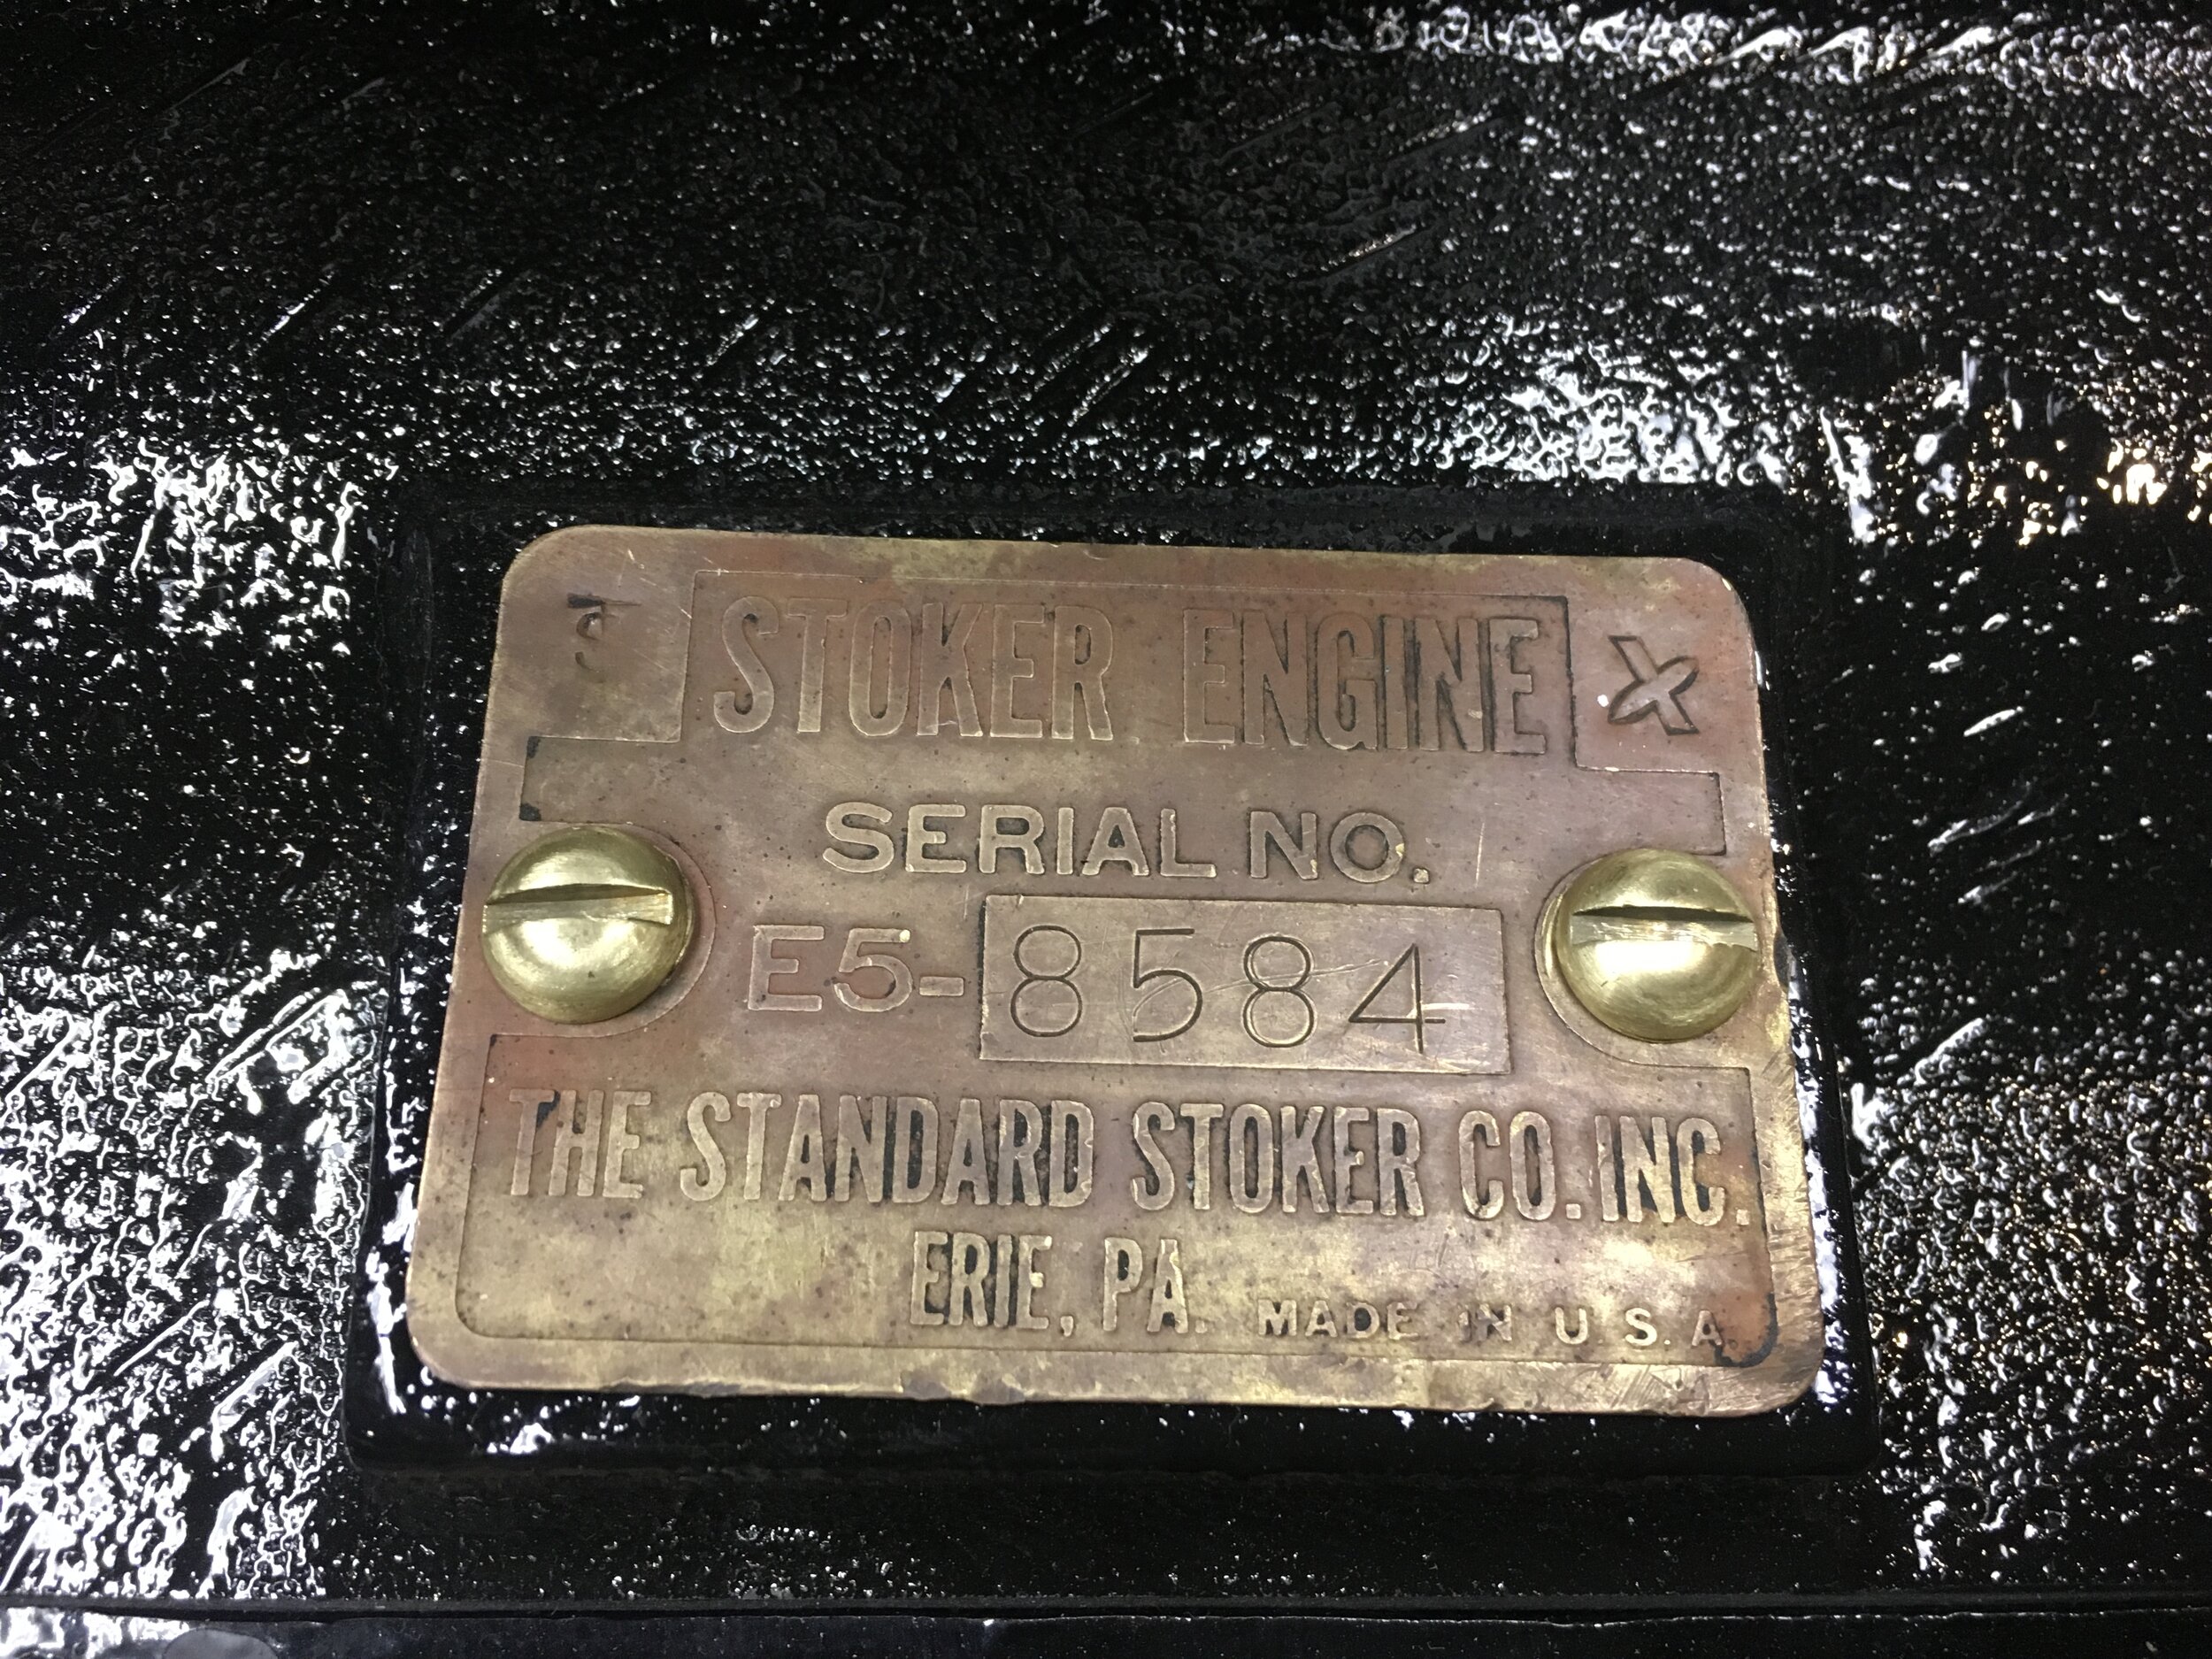 STOKER ENGINE X
SERIAL NO.
E5-8584
THE STANDARD STOKER CO. INC.
ERIE, PA. MADE IN U.S.A.